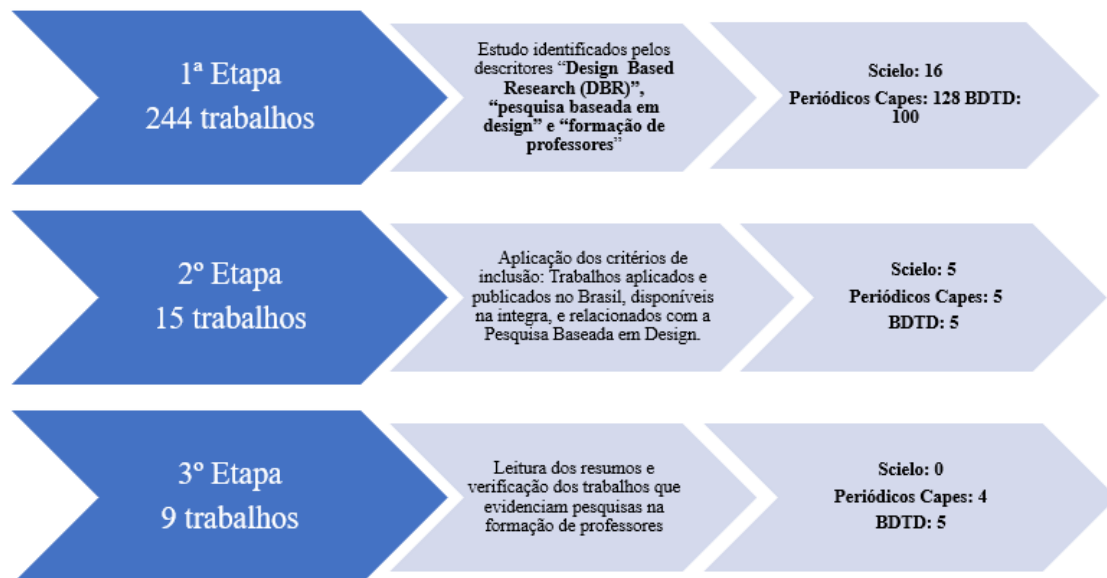 1ª Etapa
244 trabalhos
Estudo identificados pelos
descritores “Design Based
Research (DBR)”,
“pesquisa baseada em
design” e “formação de
professores”
Scielo: 16
Periódicos Capes: 128 BDTD:
100
2º Etapa
15 trabalhos
Aplicação dos critérios de
inclusão: Trabalhos aplicados e
publicados no Brasil, disponíveis
na integra, e relacionados com a
Pesquisa Baseada em Design.
Scielo: 5
Periódicos Capes: 5
BDTD: 5
3º Etapa
9 trabalhos
Leitura dos resumos e
verificação dos trabalhos que
evidenciam pesquisas na
formação de professores
Scielo: 0
Periódicos Capes: 4
BDTD: 5